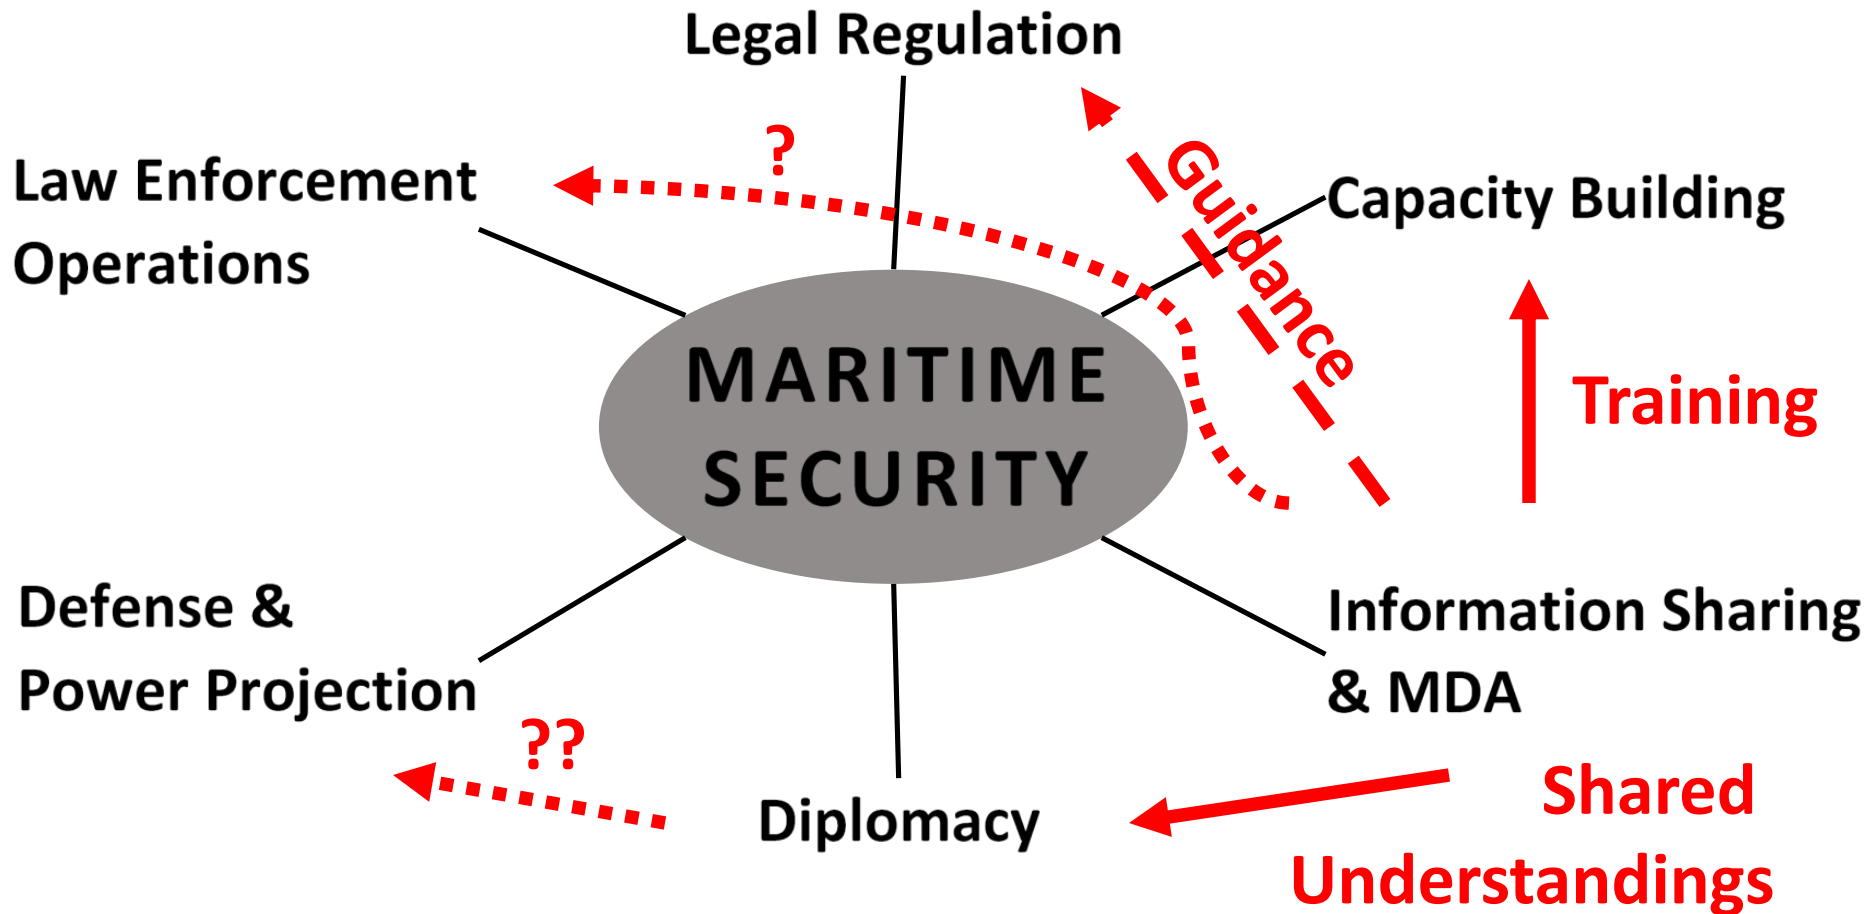 Legal Regulation
?
Guidance
Law Enforcement
Operations
Capacity Building
MARITIME
SECURITY
Training
Defense &
Power Projection
Information Sharing
& MDA
??
Diplomacy
Shared
Understandings